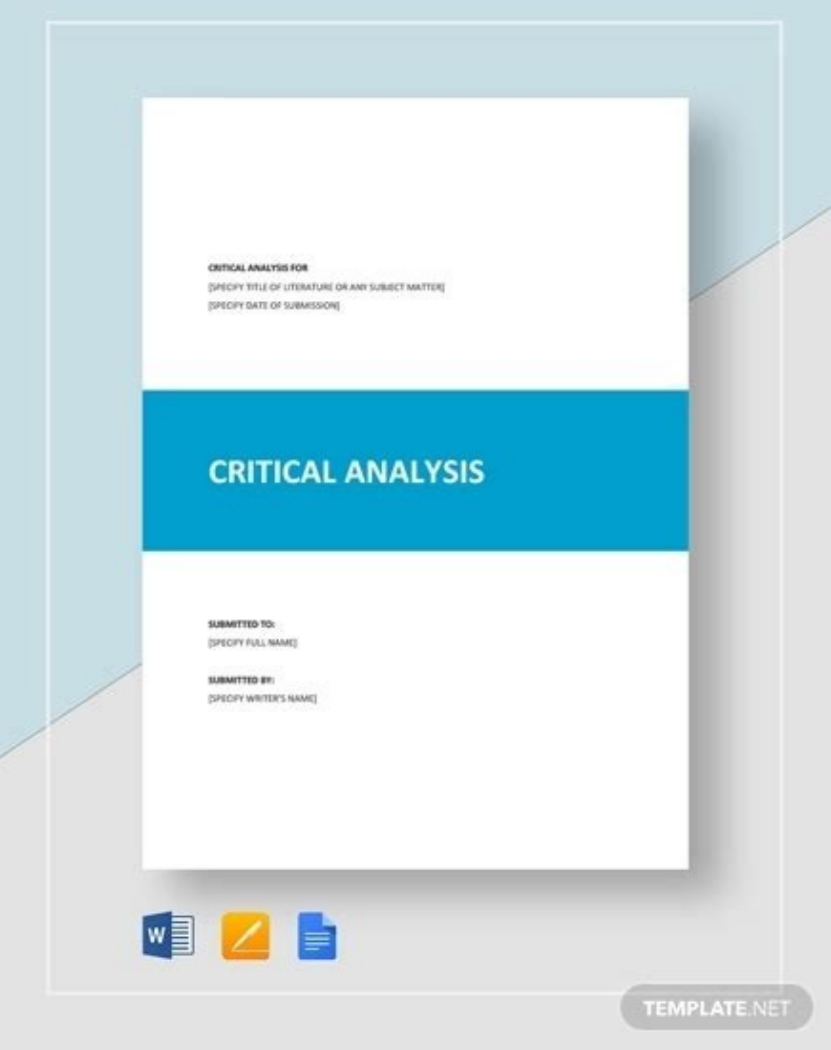 CRITICAL ANALYSIS FOR
[SPECIFY TITLE OF LITERATURE OR ANY SUBJECT MATTER]
[SPECIFY DATE OF SUBMISSION]
CRITICAL ANALYSIS
SUBMITTED TO:
[SPECIFY FULL NAME]
SUBMITTED BY:
[SPECIFY WRITER'S NAME]
W
TEMPLATE.NET